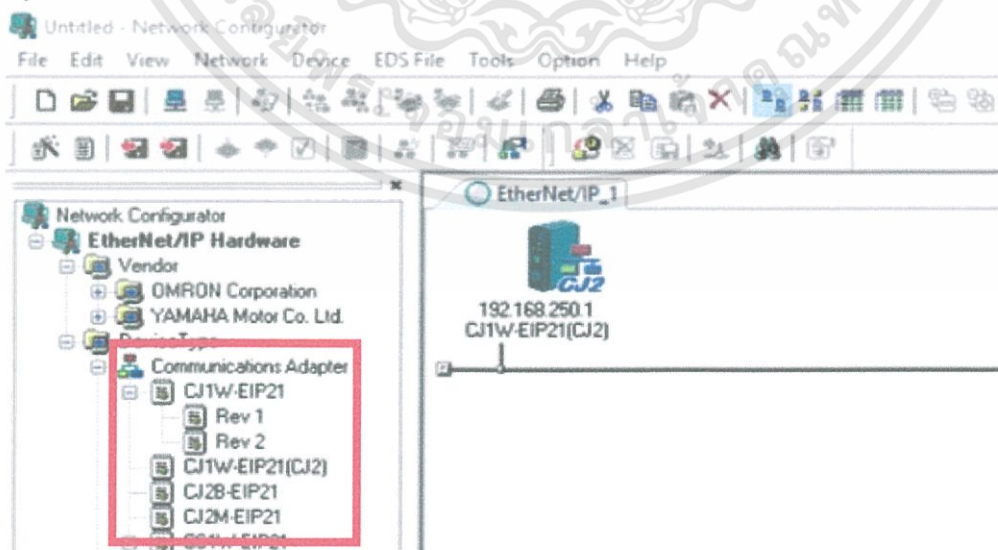 Untitled - Network Configurator
File Edit View Network Device EDS File Tools Option Help
EtherNet/IP_1
Network Configurator
EtherNet/IP Hardware
Vendor
OMRON Corporation
YAMAHA Motor Co. Ltd.
DeviceType
Communications Adapter
CJ1W-EIP21
Rev 1
Rev 2
CJ1W-EIP21(CJ2)
CJ2B-EIP21
CJ2M-EIP21
CJ2
192.168.250.1
CJ1W-EIP21(CJ2)